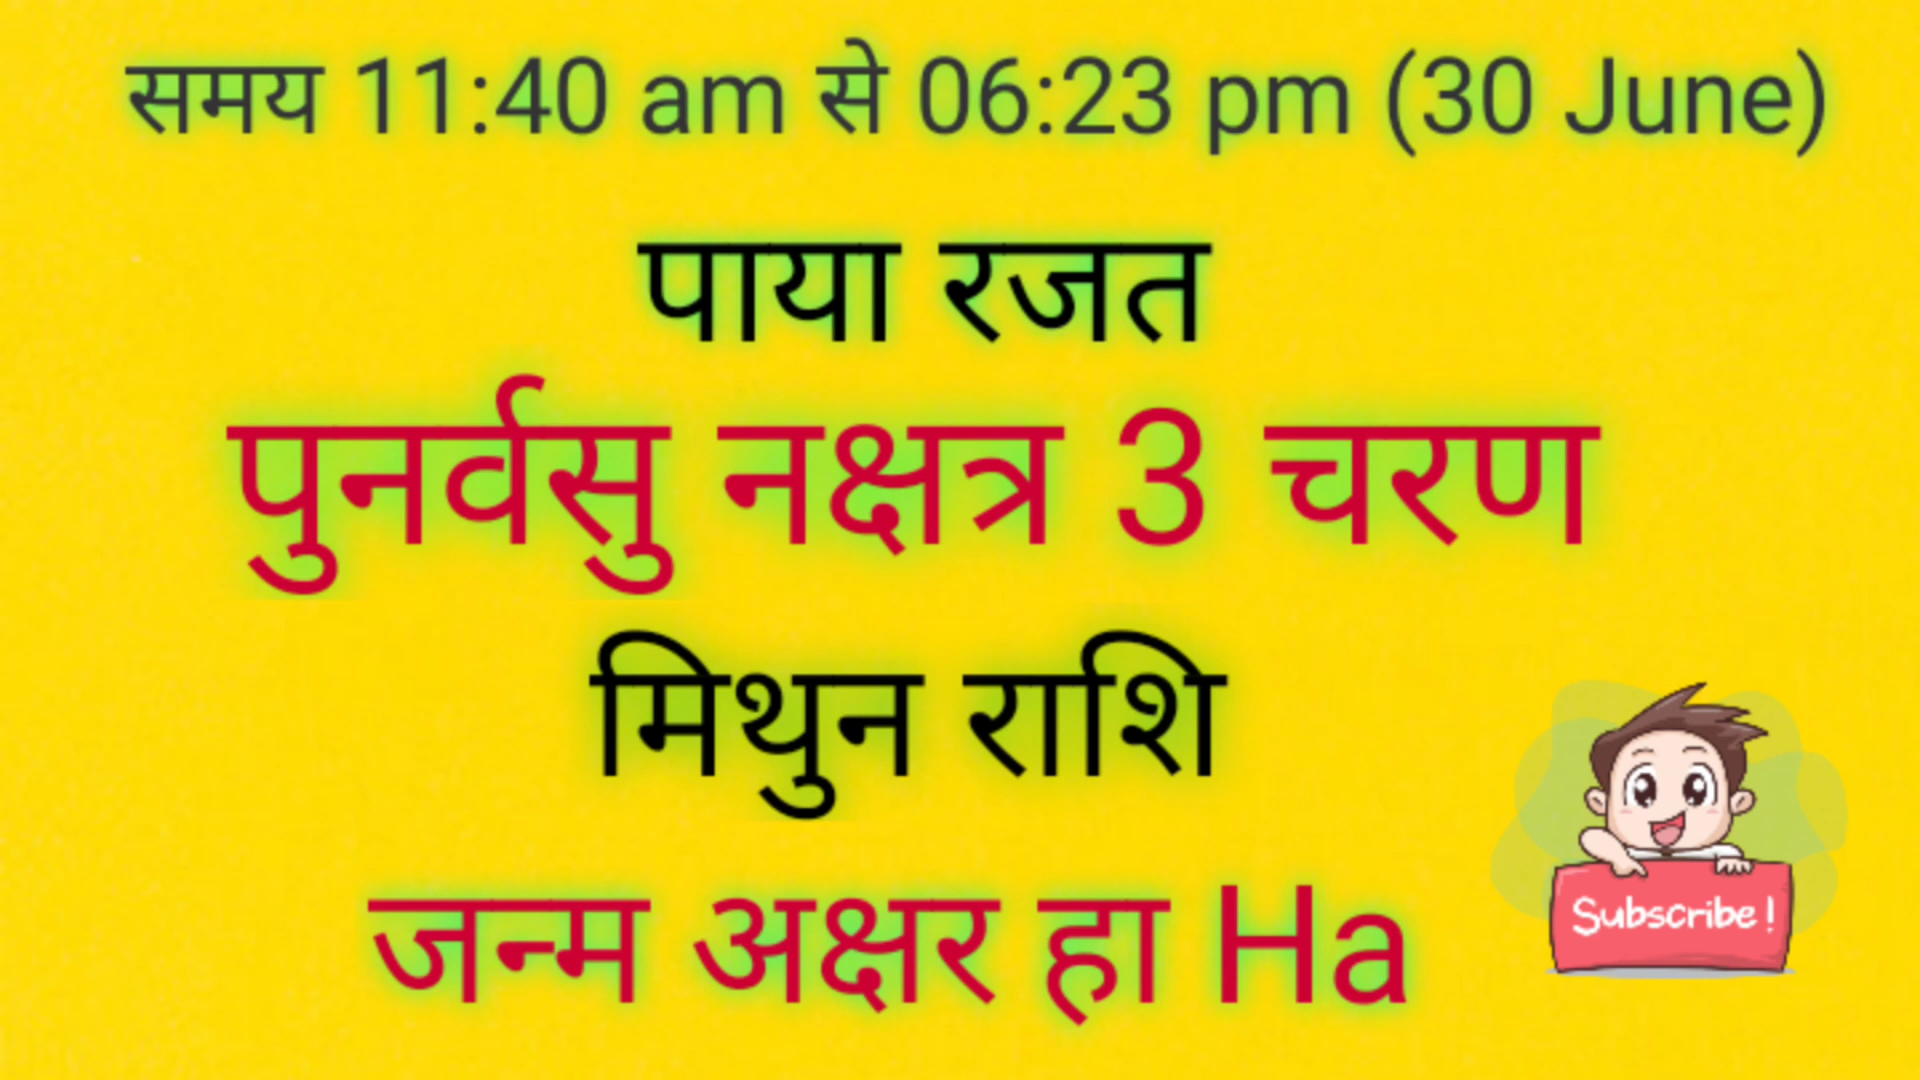 समय 11:40 am से 06:23 pm (30 June)
पाया रजत
पुनर्वसु नक्षत्र 3 चरण
मिथुन राशि
जन्म अक्षर हा Ha
Subscribe!